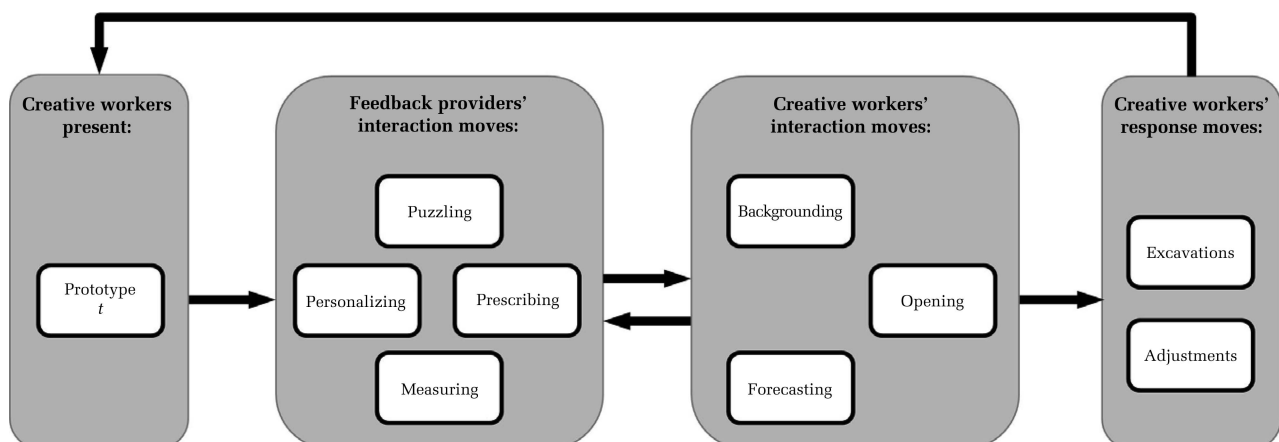 Creative workers
present:
Prototype
t
Feedback providers’
interaction moves:
Puzzling
Personalizing
Prescribing
Measuring
Creative workers’
interaction moves:
Backgrounding
Opening
Forecasting
Creative workers’
response moves:
Excavations
Adjustments